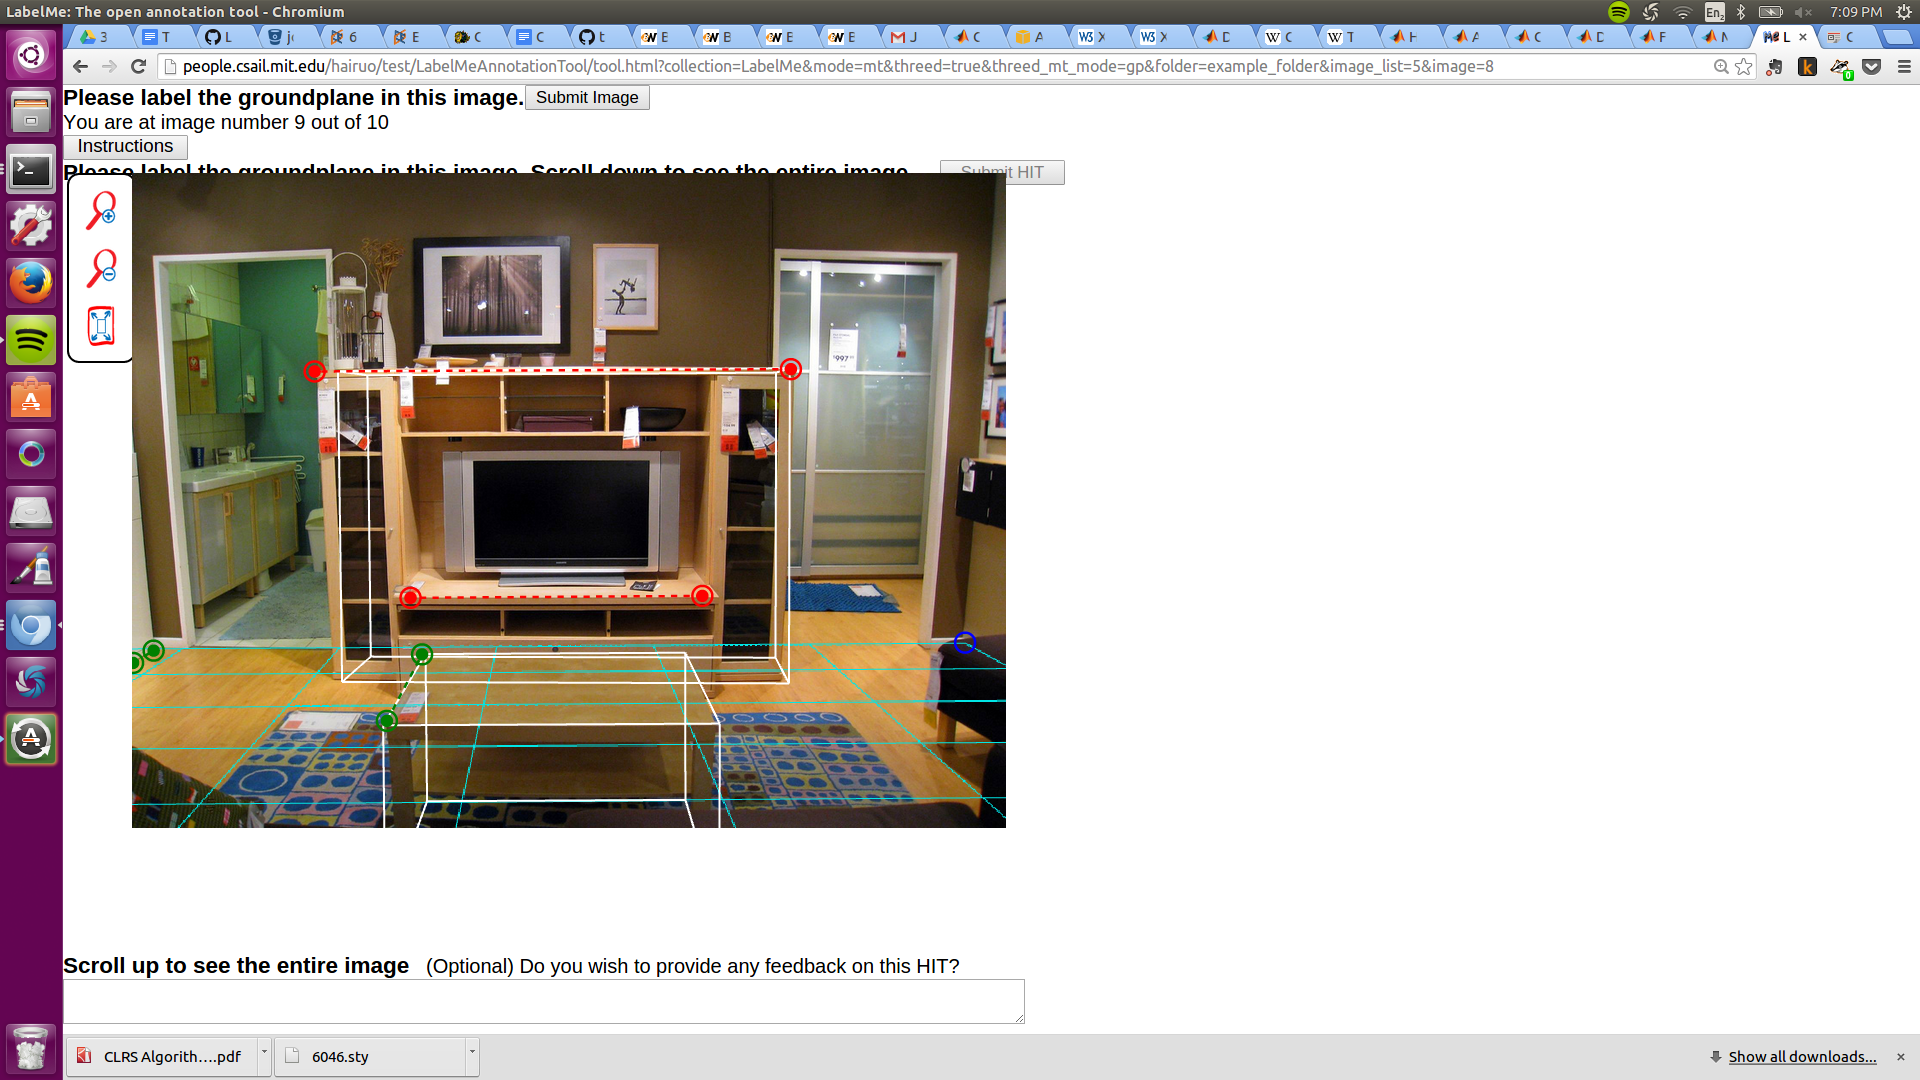 LabelMe: The open annotation tool - Chromium
En2
7:09 PM
3
T
L
6
E
C
C
t
E
B
E
E
J
C
A
X
X
D
C
T
H
A
C
D
F
L
C
people.csail.mit.edu/hairuo/test/LabelMeAnnotationTool/tool.html?collection=LabelMe&mode=mt&threed=true&threed_mt_mode=gp&folder=example_folder&image_list=5&image=8
0
Please label the groundplane in this image. Submit Image
You are at image number 9 out of 10
Instructions
Please label the groundplane in this image. Scroll down to see the entire image. Submit HIT
Scroll up to see the entire image (Optional) Do you wish to provide any feedback on this HIT?
CLRS Algorith....pdf
6046.sty
Show all downloads...